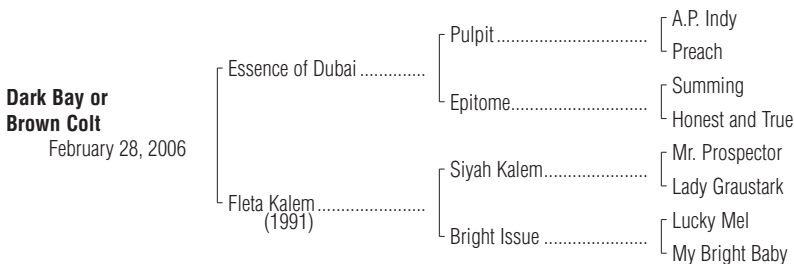 Dark Bay or
Brown Colt
February 28, 2006
Essence of Dubai ..............
Fleta Kalem.......................
(1991)
Pulpit................................
Epitome.............................
Siyah Kalem......................
Bright Issue ......................
A.P. Indy
Preach
Summing
Honest and True
Mr. Prospector
Lady Graustark
Lucky Mel
My Bright Baby